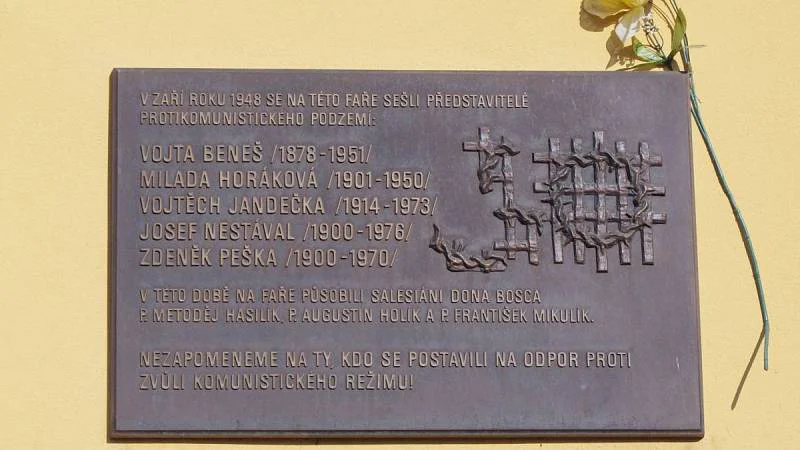 V ZÁŘÍ ROKU 1948 SE NA TÉTO FAŘE SEŠLI PŘEDSTAVITELÉ
PROTIKOMUNISTICKÉHO PODZEMÍ:
VOJTA BENEŠ /1878-1951/
MILADA HORÁKOVÁ /1901-1950/
VOJTĚCH JANDEČKA /1914-1973/
JOSEF NESTÁVAL /1900-1976/
ZDENĚK PEŠKA /1900-1970/
V TÉTO DOBĚ NA FAŘE PŮSOBILI SALESIÁNI DONA BOSCA
P. METODĚJ HASILÍK, P. AUGUSTIN HOLÍK A P. FRANTIŠEK MIKULÍK.
NEZAPOMENEME NA TY, KDO SE POSTAVILI NA ODPOR PROTI
ZVŮLI KOMUNISTICKÉHO REŽIMU!